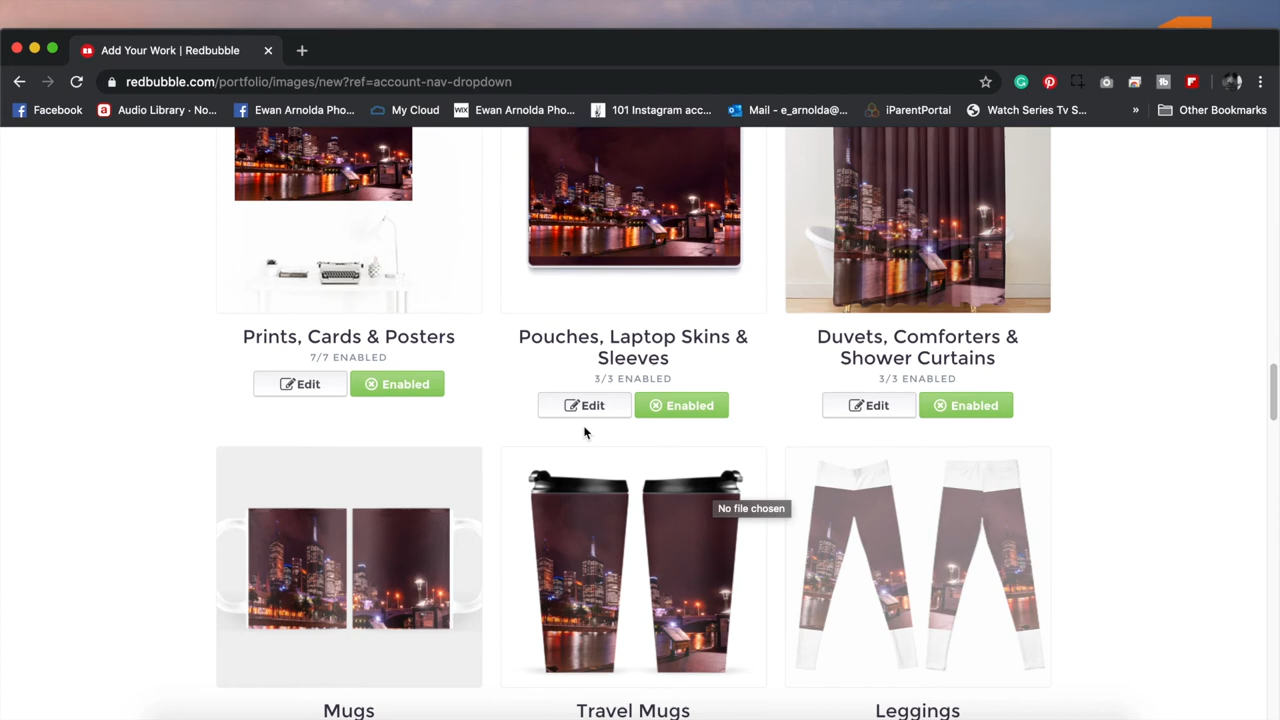 Add Your Work | Redbubble
redbubble.com/portfolio/images/new?ref=account-nav-dropdown
Facebook
Audio Library - No...
Ewan Arnolda Pho...
My Cloud
WIX
Ewan Arnolda Pho...
101 Instagram acc...
Mail - e_arnolda@...
iParentPortal
Watch Series Tv S...
»
Other Bookmarks
Prints, Cards & Posters
7/7 ENABLED
Edit
Enabled
Pouches, Laptop Skins &
Sleeves
3/3 ENABLED
Edit
Enabled
Duvets, Comforters &
Shower Curtains
3/3 ENABLED
Edit
Enabled
No file chosen
Mugs
Travel Mugs
Leggings